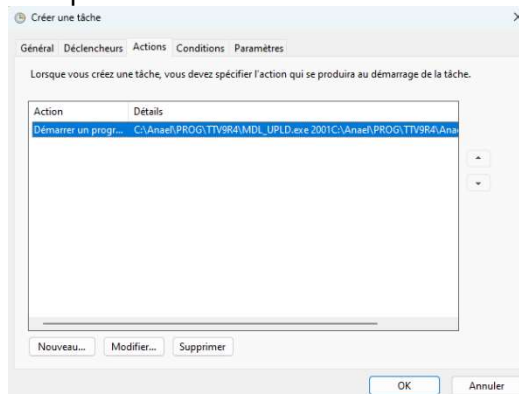 Créer une tâche
Général Déclencheurs Actions Conditions Paramètres
Lorsque vous créez une tâche, vous devez spécifier l'action qui se produira au démarrage de la tâche.
Action Détails
Démarrer un progr... C:\Anael\PROG\TTV9R4\MDL_UPLD.exe 2001C:\Anael\PROG\TTV9R4\Anae
Nouveau... Modifier... Supprimer
OK Annuler